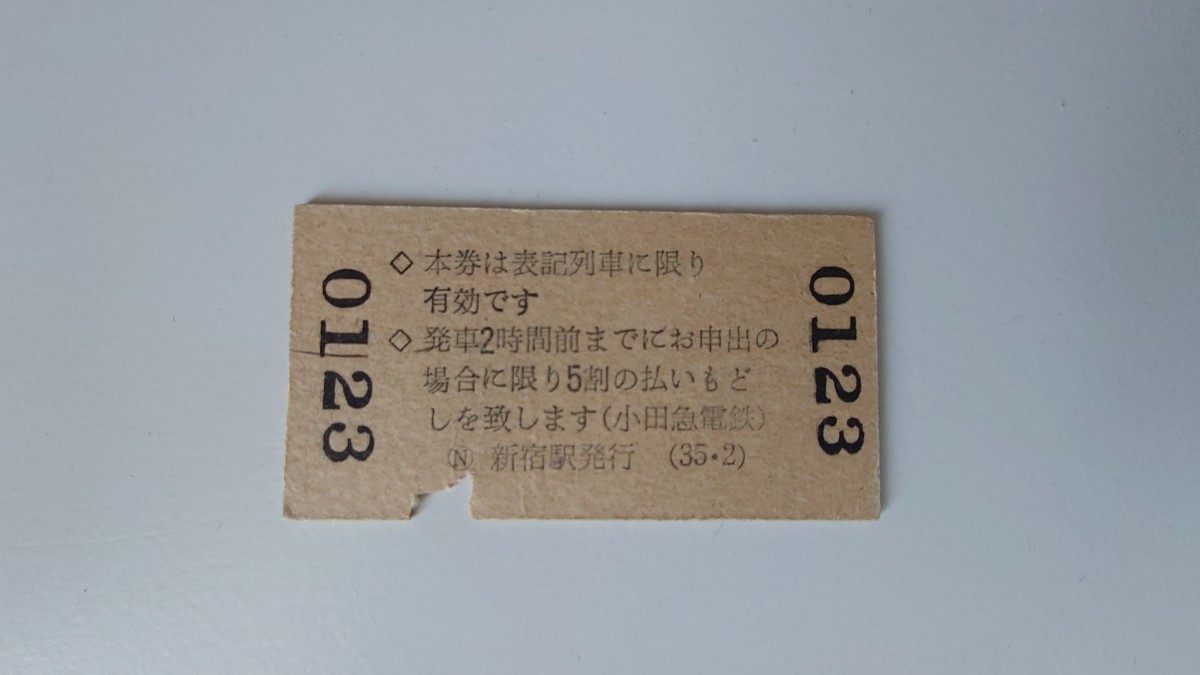 0123
◇ 本券は表記列車に限り
有効です
◇ 発車2時間前までにお申出の
場合に限り5割の払いもど
しを致します(小田急電鉄)
Ⓝ 新宿駅発行 (35・2)
0123